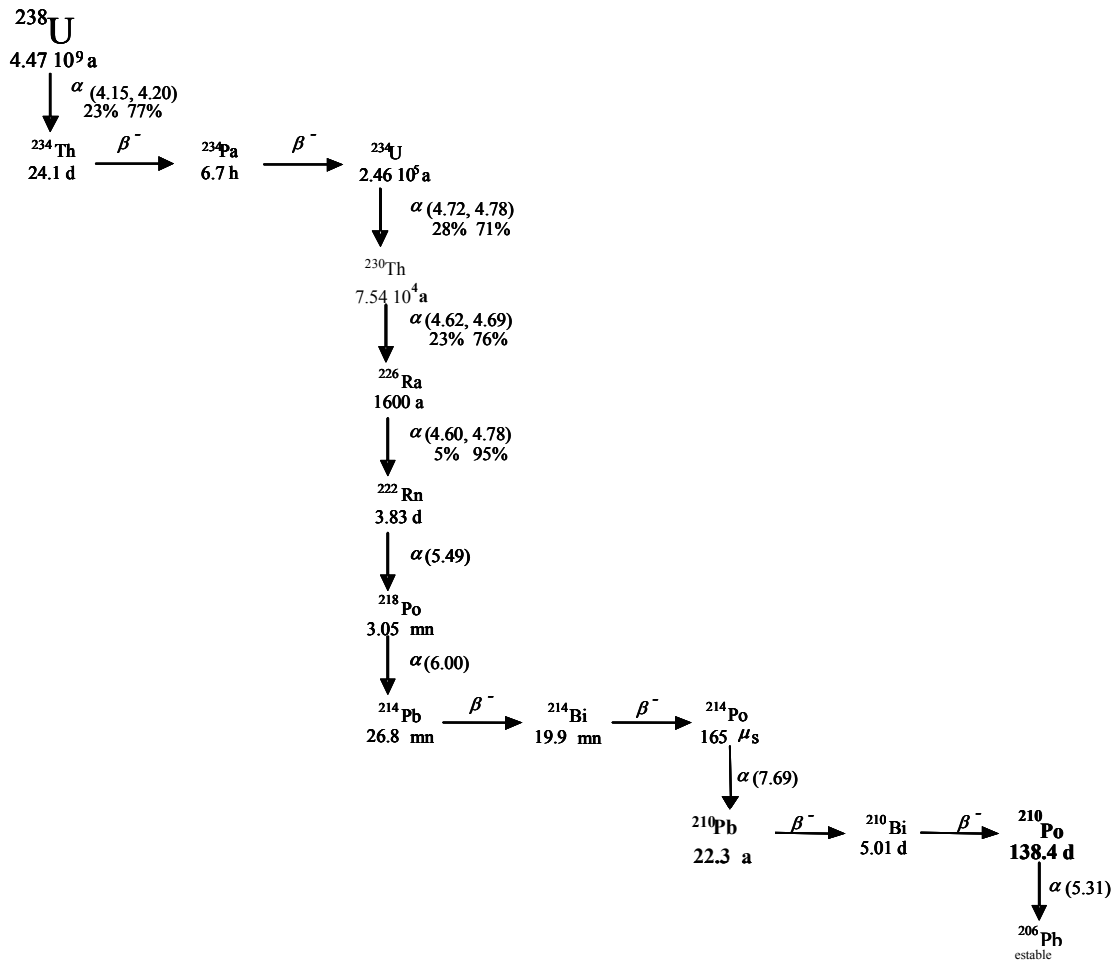 238U
4.47 10⁹ a
α (4.15, 4.20)
23% 77%
234Th β⁻ 234Pa β⁻ 234U
24.1 d 6.7 h 2.46 10⁵ a
α (4.72, 4.78)
28% 71%
230Th
7.54 10⁴ a
α (4.62, 4.69)
23% 76%
226Ra
1600 a
α (4.60, 4.78)
5% 95%
222Rn
3.83 d
α (5.49)
218Po
3.05 mn
α (6.00)
214Pb β⁻ 214Bi β⁻ 214Po
26.8 mn 19.9 mn 165 μs
α (7.69)
210Pb β⁻ 210Bi β⁻ 210Po
22.3 a 5.01 d 138.4 d
α (5.31)
206Pb
estable